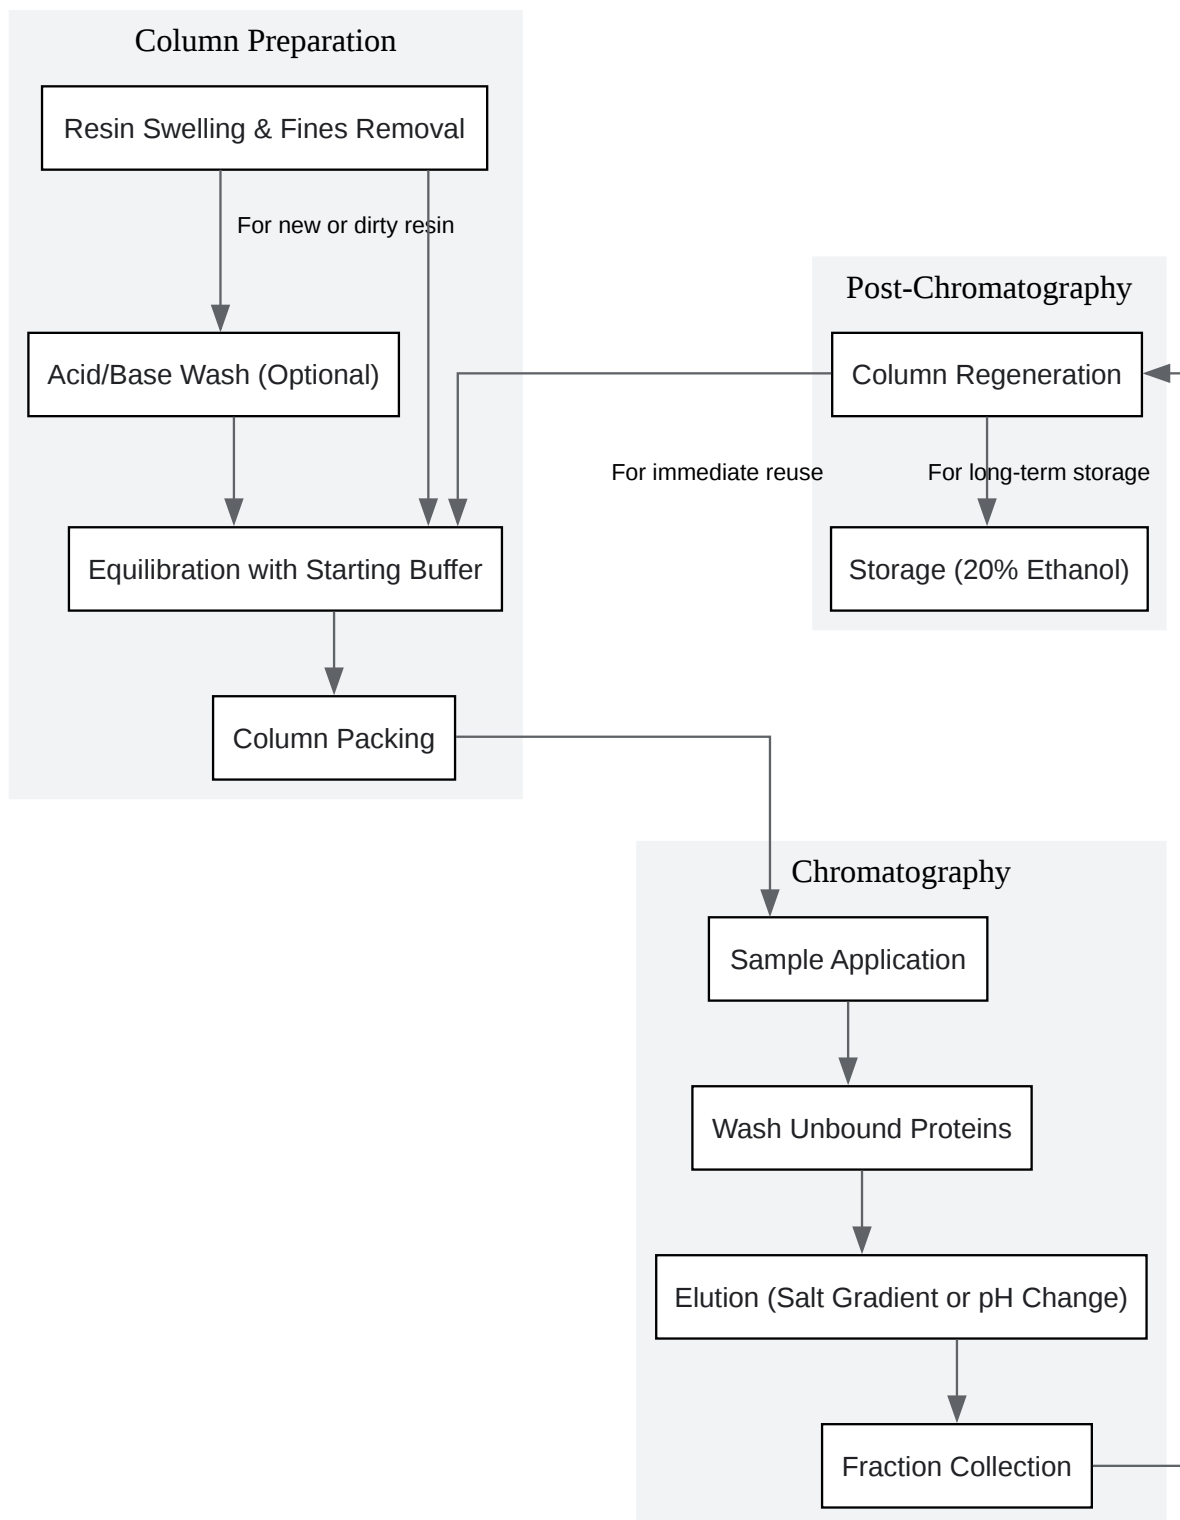 Column Preparation
Resin Swelling & Fines Removal
For new or dirty resin
Acid/Base Wash (Optional)
Equilibration with Starting Buffer
Column Packing
Post-Chromatography
Column Regeneration
For immediate reuse
For long-term storage
Storage (20% Ethanol)
Chromatography
Sample Application
Wash Unbound Proteins
Elution (Salt Gradient or pH Change)
Fraction Collection